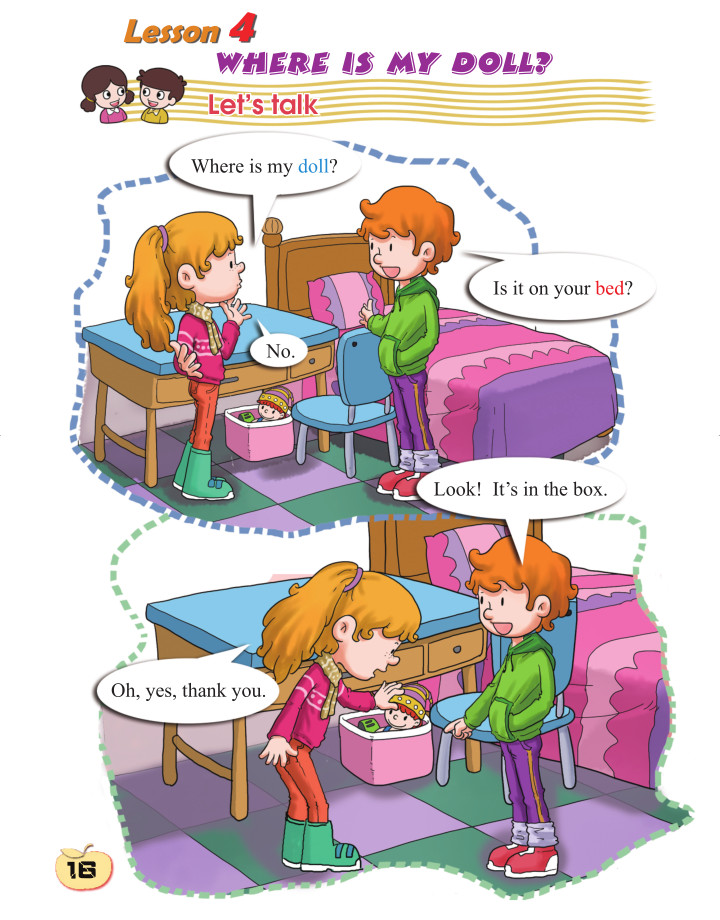 Lesson 4
WHERE IS MY DOLL?
Let's talk
Where is my doll?
Is it on your bed?
No.
Look! It's in the box.
Oh, yes, thank you.
16